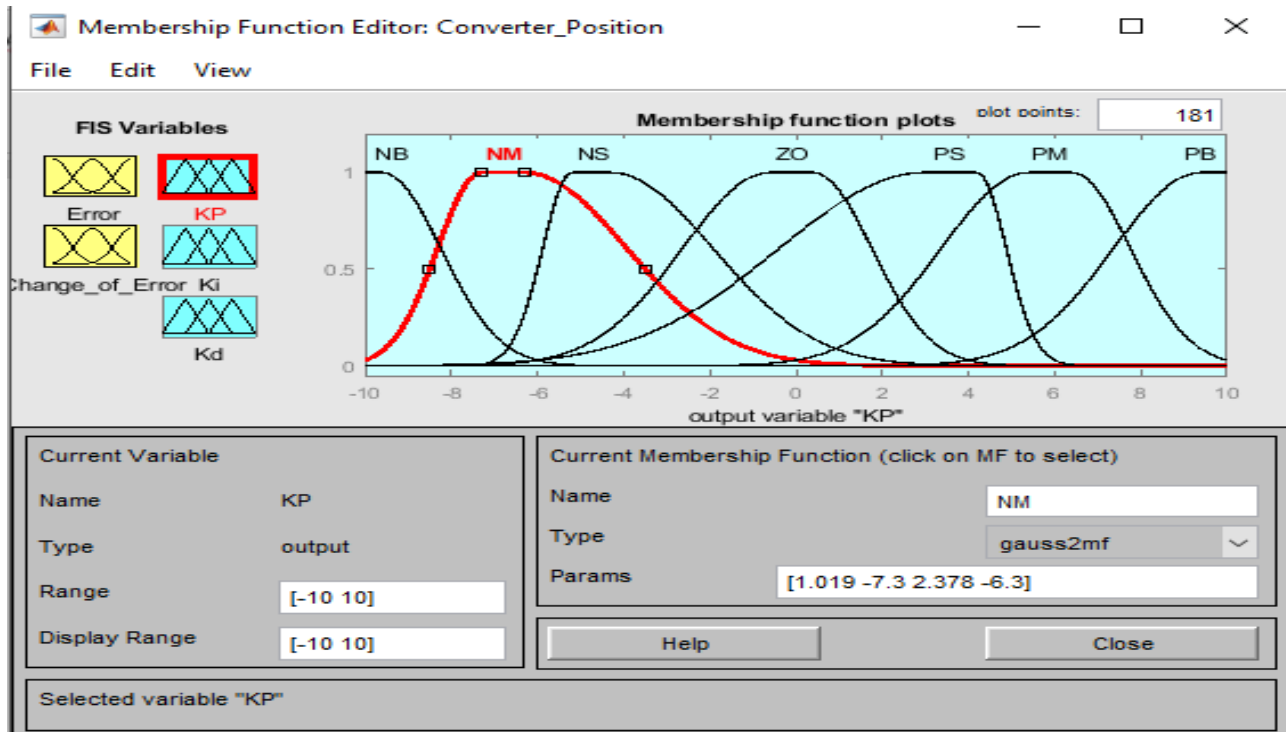 Membership Function Editor: Converter_Position
File Edit View
FIS Variables
Membership function plots plot points: 181
NB NM NS ZO PS PM PB
1
0.5
0
Error KP
Change_of_Error Ki
Kd
-10 -8 -6 -4 -2 0 2 4 6 8 10
output variable "KP"
Current Variable
Name KP
Type output
Range [-10 10]
Display Range [-10 10]
Current Membership Function (click on MF to select)
Name NM
Type gauss2mf
Params [1.019 -7.3 2.378 -6.3]
Help Close
Selected variable "KP"